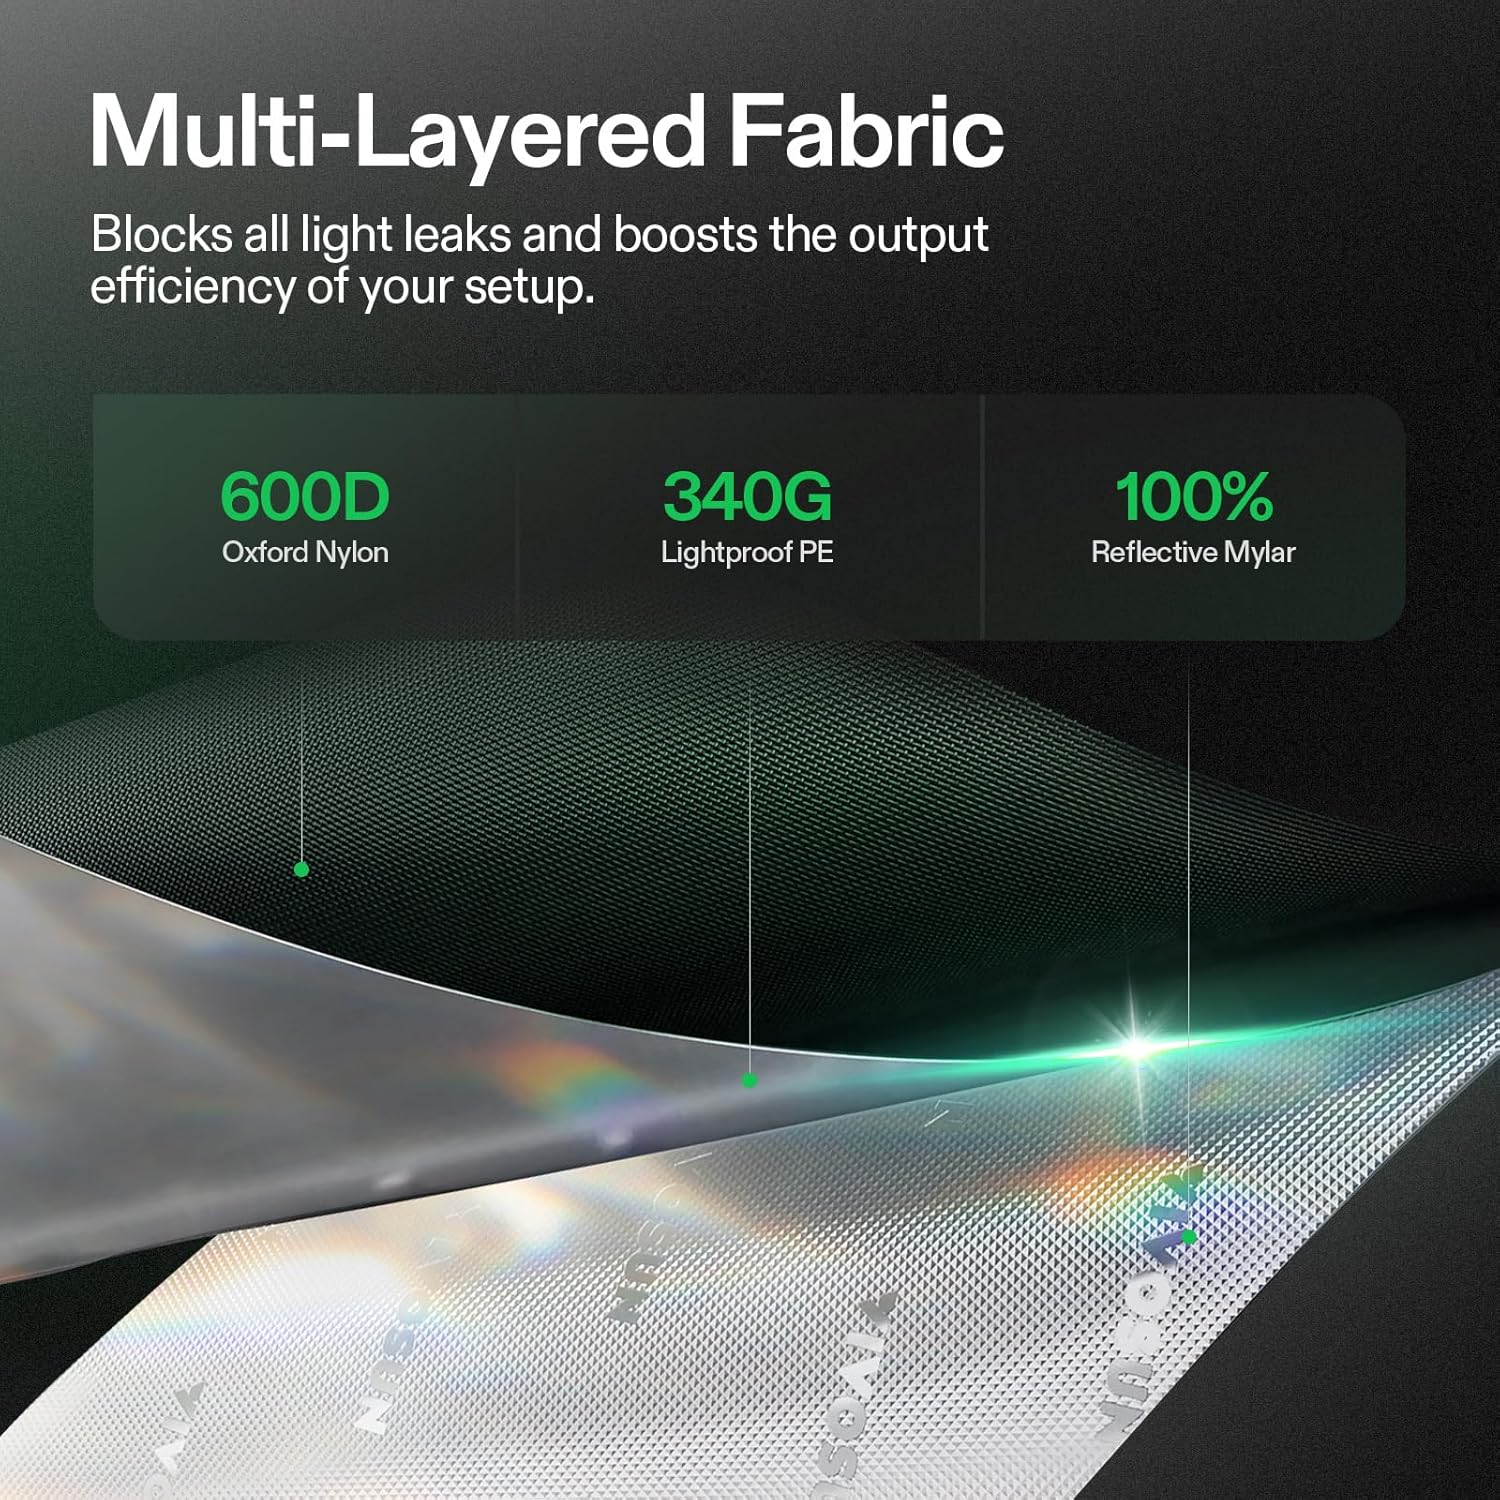 Multi-Layered Fabric
Blocks all light leaks and boosts the output
efficiency of your setup.
600D
Oxford Nylon
340G
Lightproof PE
100%
Reflective Mylar